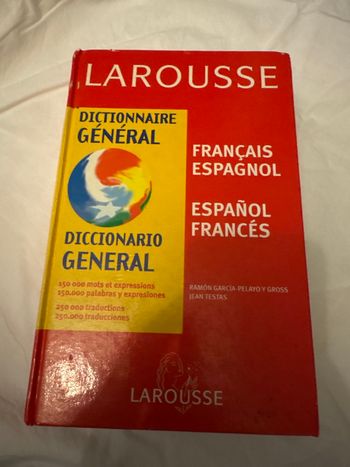 LAROUSSE
DICTIONNAIRE
GÉNÉRAL
FRANÇAIS
ESPAGNOL
ESPAÑOL
FRANCÉS
DICCIONARIO
GENERAL
150 000 mots et expressions
150.000 palabras y expresiones
250 000 traductions
250.000 traducciones
RAMÓN GARCÍA-PELAYO Y GROSS
JEAN TESTAS
LAROUSSE